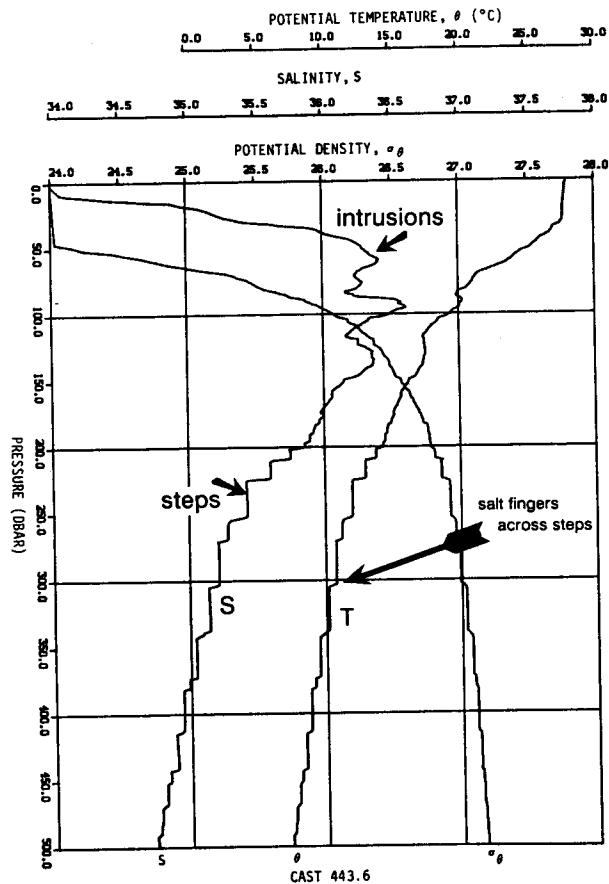 POTENTIAL TEMPERATURE, θ (°C)
0.0 5.0 10.0 15.0 20.0 25.0 30.0
SALINITY, S
34.0 34.5 35.0 35.5 36.0 36.5 37.0 37.5 38.0
POTENTIAL DENSITY, σθ
24.0 24.5 25.0 25.5 26.0 26.5 27.0 27.5 28.0
0.0
50.0
100.0
150.0
200.0
250.0
300.0
350.0
400.0
450.0
500.0
PRESSURE (DBAR)
intrusions
steps
salt fingers
across steps
S
T
S θ σθ
CAST 443.6